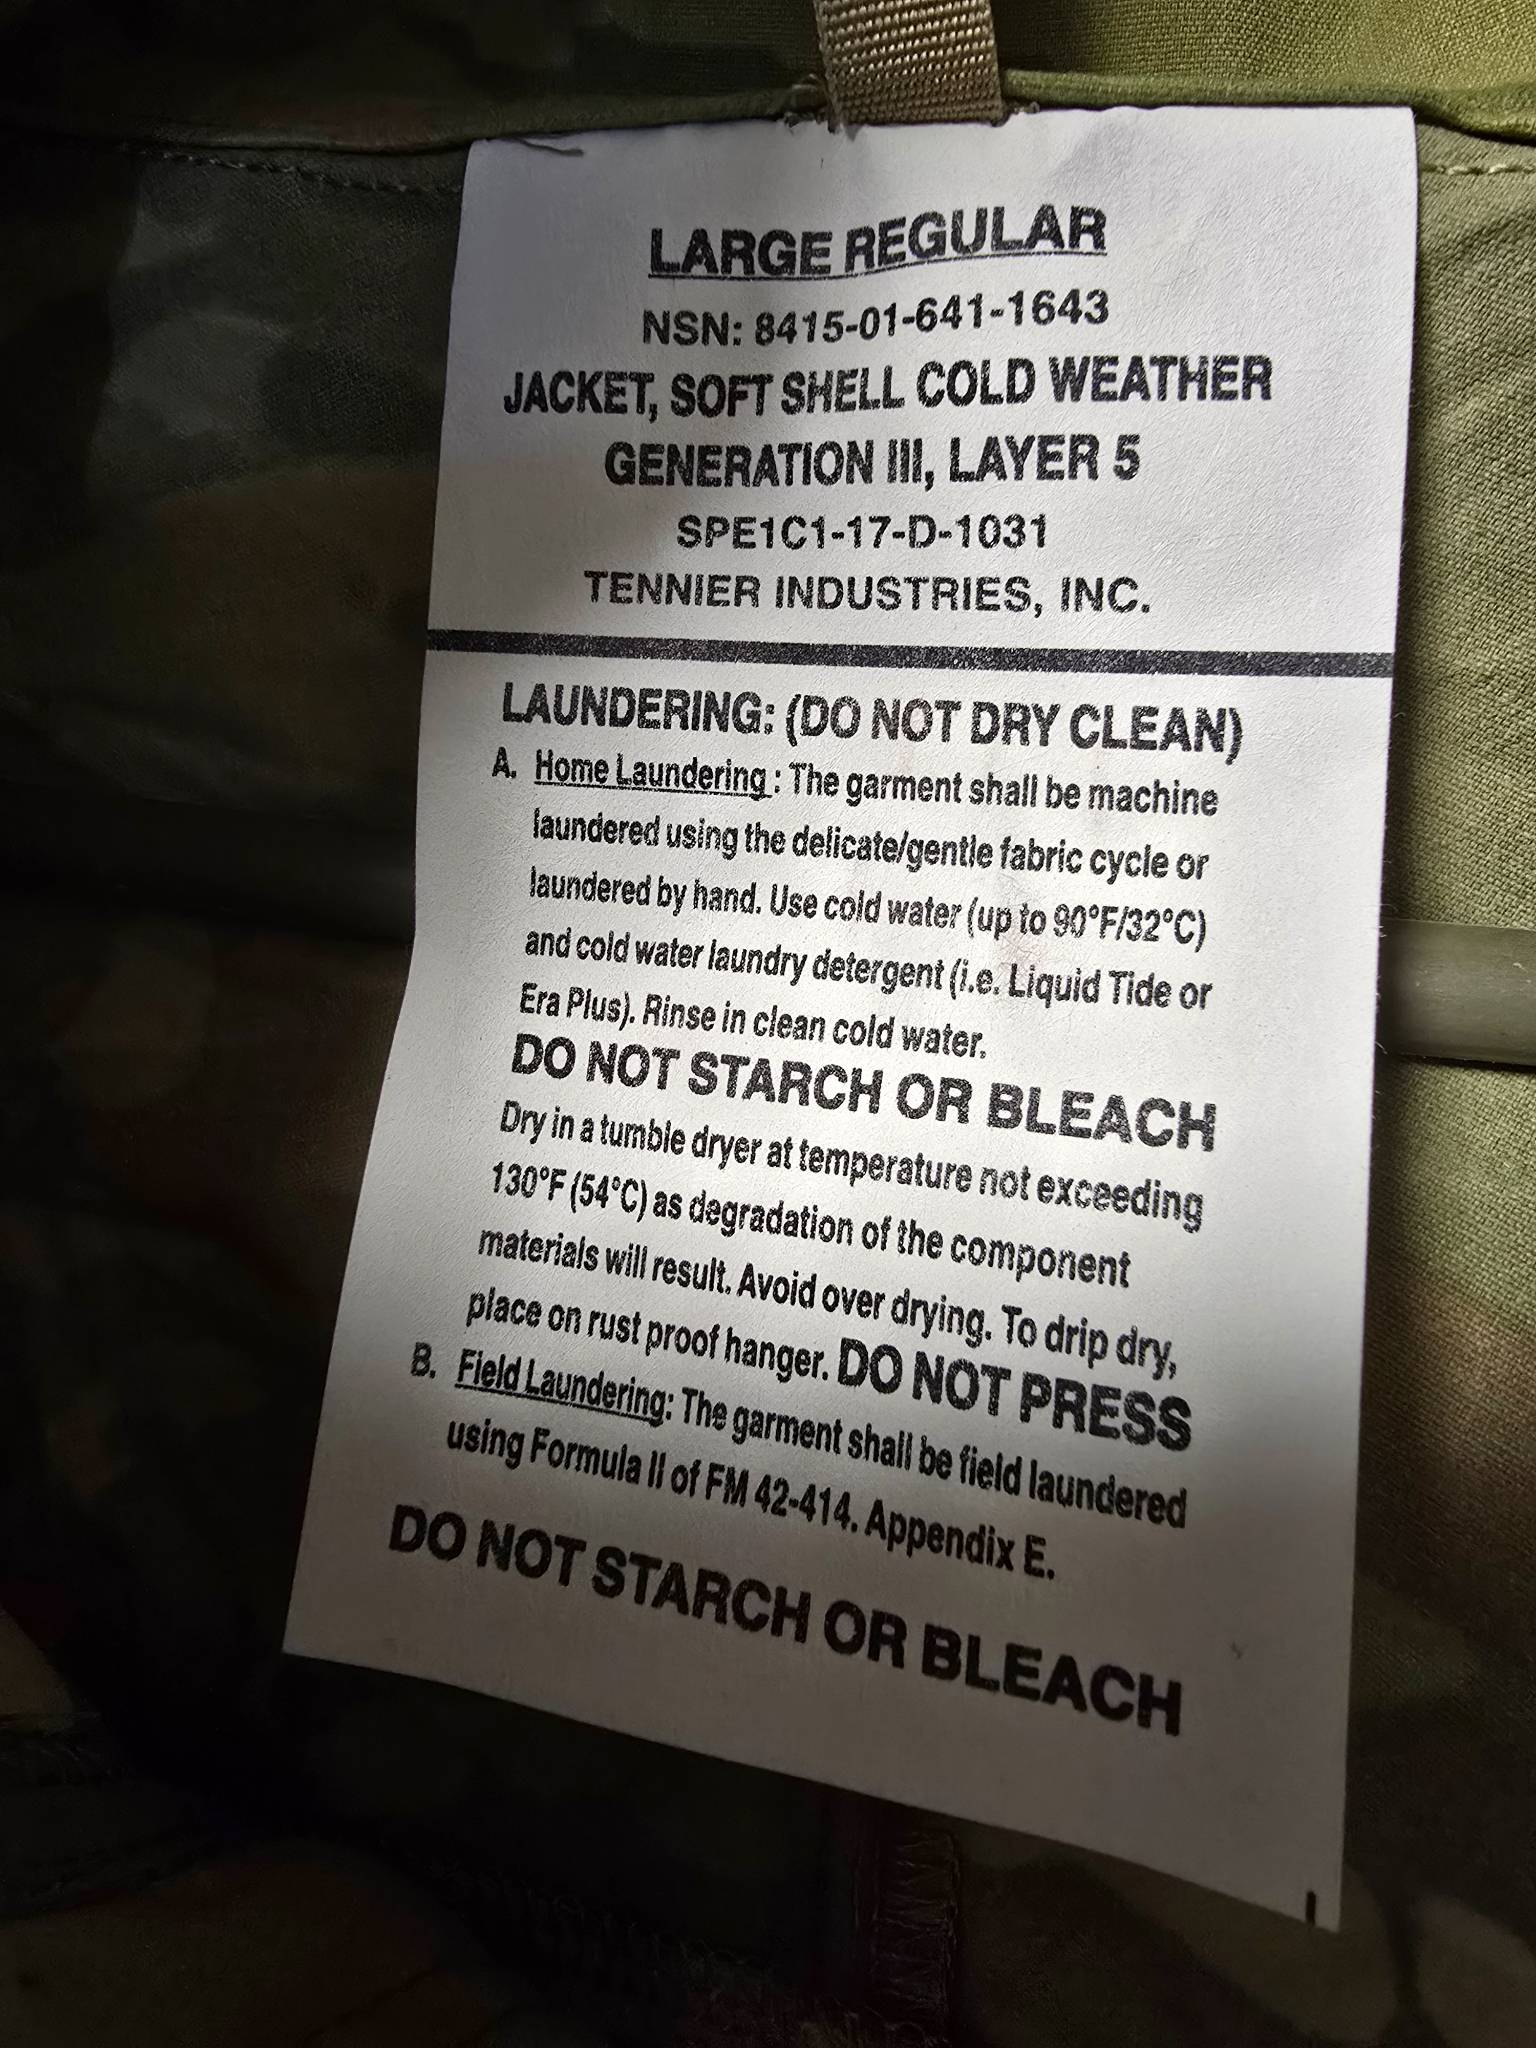 LARGE REGULAR
NSN: 8415-01-641-1643
JACKET, SOFT SHELL COLD WEATHER
GENERATION III, LAYER 5
SPE1C1-17-D-1031
TENNIER INDUSTRIES, INC.
LAUNDERING: (DO NOT DRY CLEAN)
A. Home Laundering : The garment shall be machine
laundered using the delicate/gentle fabric cycle or
laundered by hand. Use cold water (up to 90°F/32°C)
and cold water laundry detergent (i.e. Liquid Tide or
Era Plus). Rinse in clean cold water.
DO NOT STARCH OR BLEACH
Dry in a tumble dryer at temperature not exceeding
130°F (54°C) as degradation of the component
materials will result. Avoid over drying. To drip dry,
place on rust proof hanger. DO NOT PRESS
B. Field Laundering: The garment shall be field laundered
using Formula II of FM 42-414. Appendix E.
DO NOT STARCH OR BLEACH